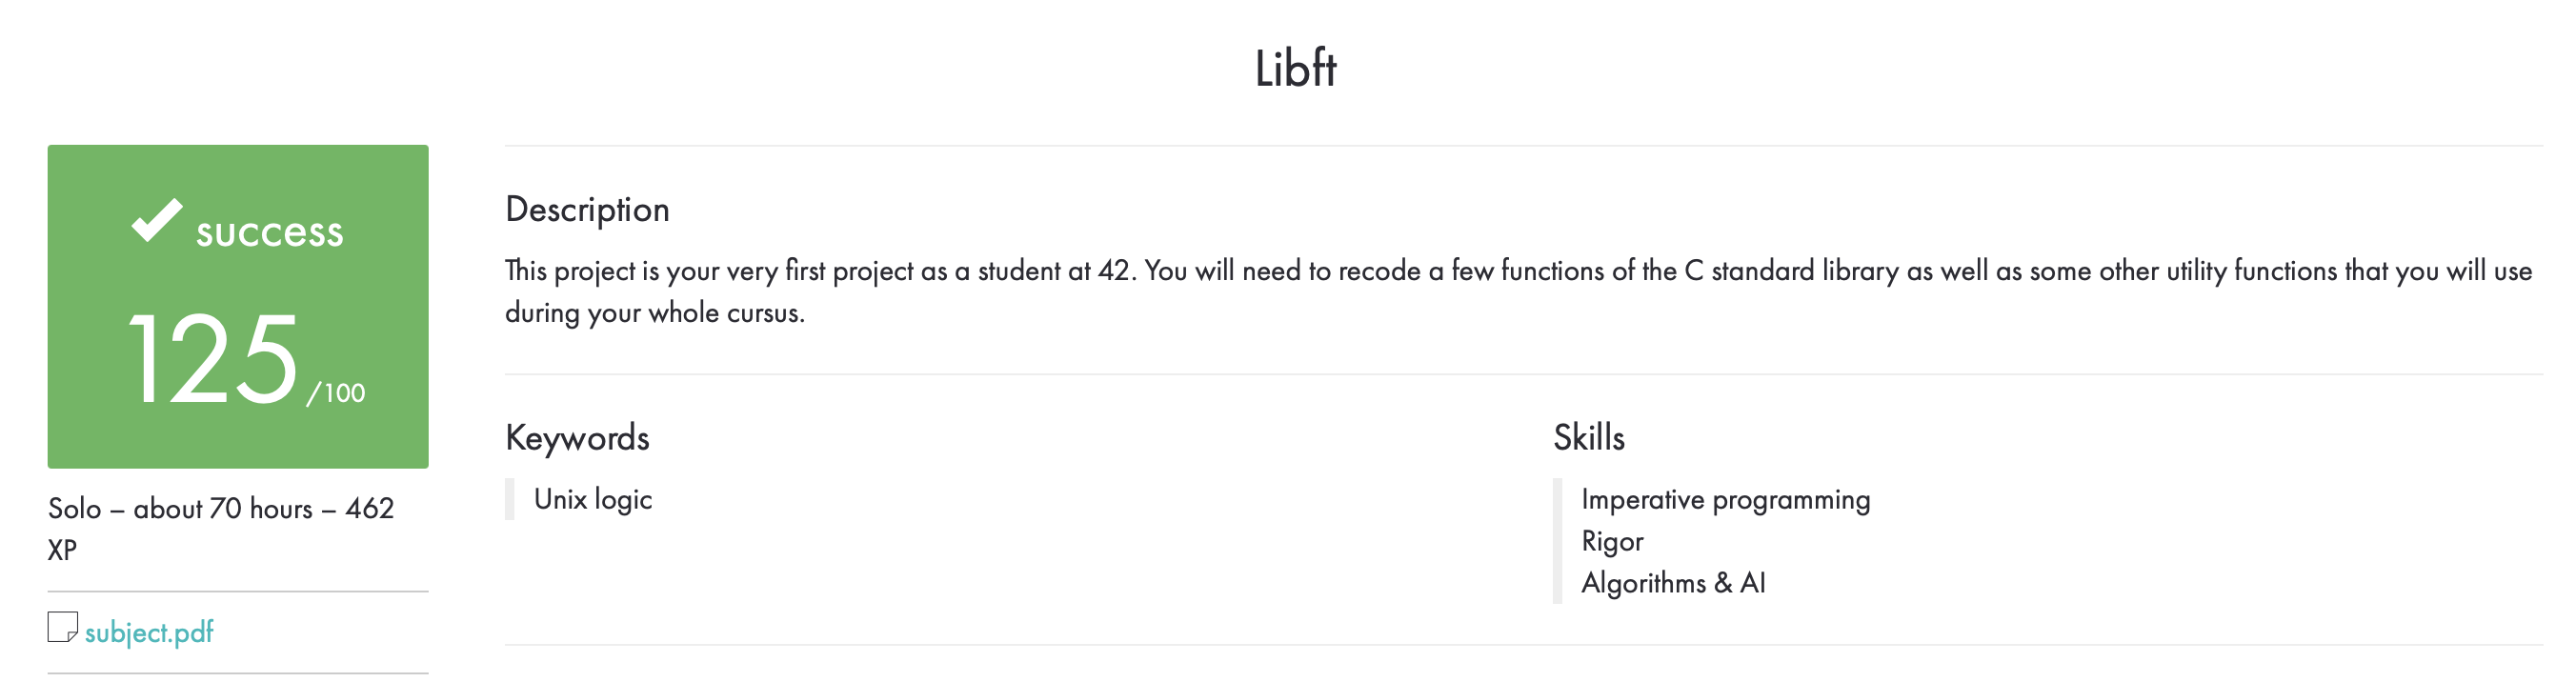 Libft
success
125/100
Solo – about 70 hours – 462
XP
subject.pdf
Description
This project is your very first project as a student at 42. You will need to recode a few functions of the C standard library as well as some other utility functions that you will use
during your whole cursus.
Keywords
Unix logic
Skills
Imperative programming
Rigor
Algorithms & AI